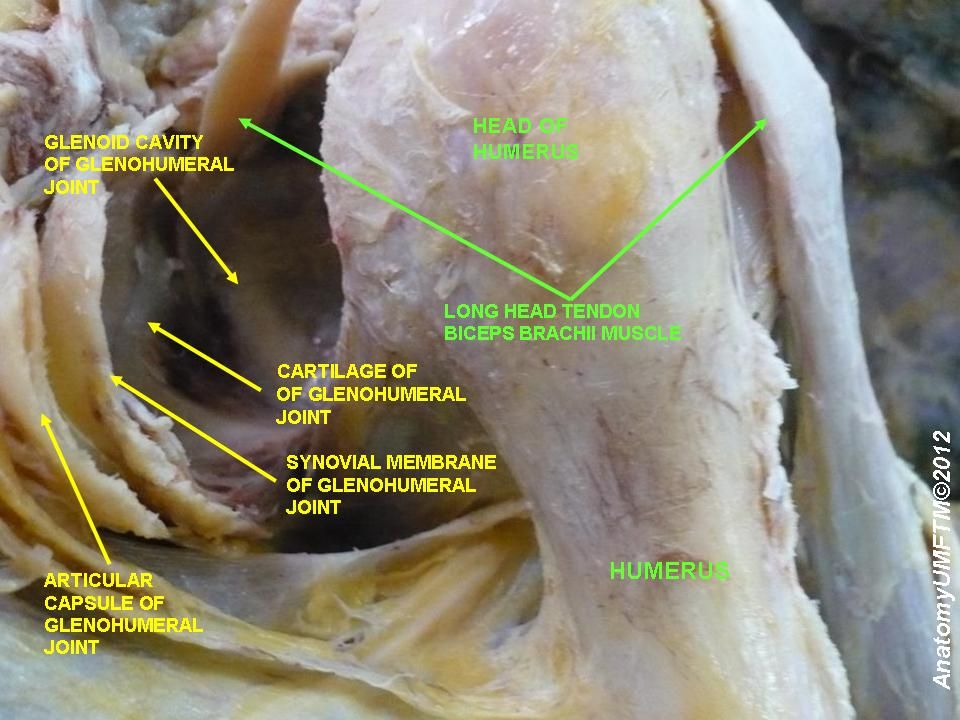 GLENOID CAVITY
OF GLENOHUMERAL
JOINT
HEAD OF
HUMERUS
LONG HEAD TENDON
BICEPS BRACHII MUSCLE
CARTILAGE OF
OF GLENOHUMERAL
JOINT
SYNOVIAL MEMBRANE
OF GLENOHUMERAL
JOINT
HUMERUS
ARTICULAR
CAPSULE OF
GLENOHUMERAL
JOINT
AnatomyUMFTM©2012